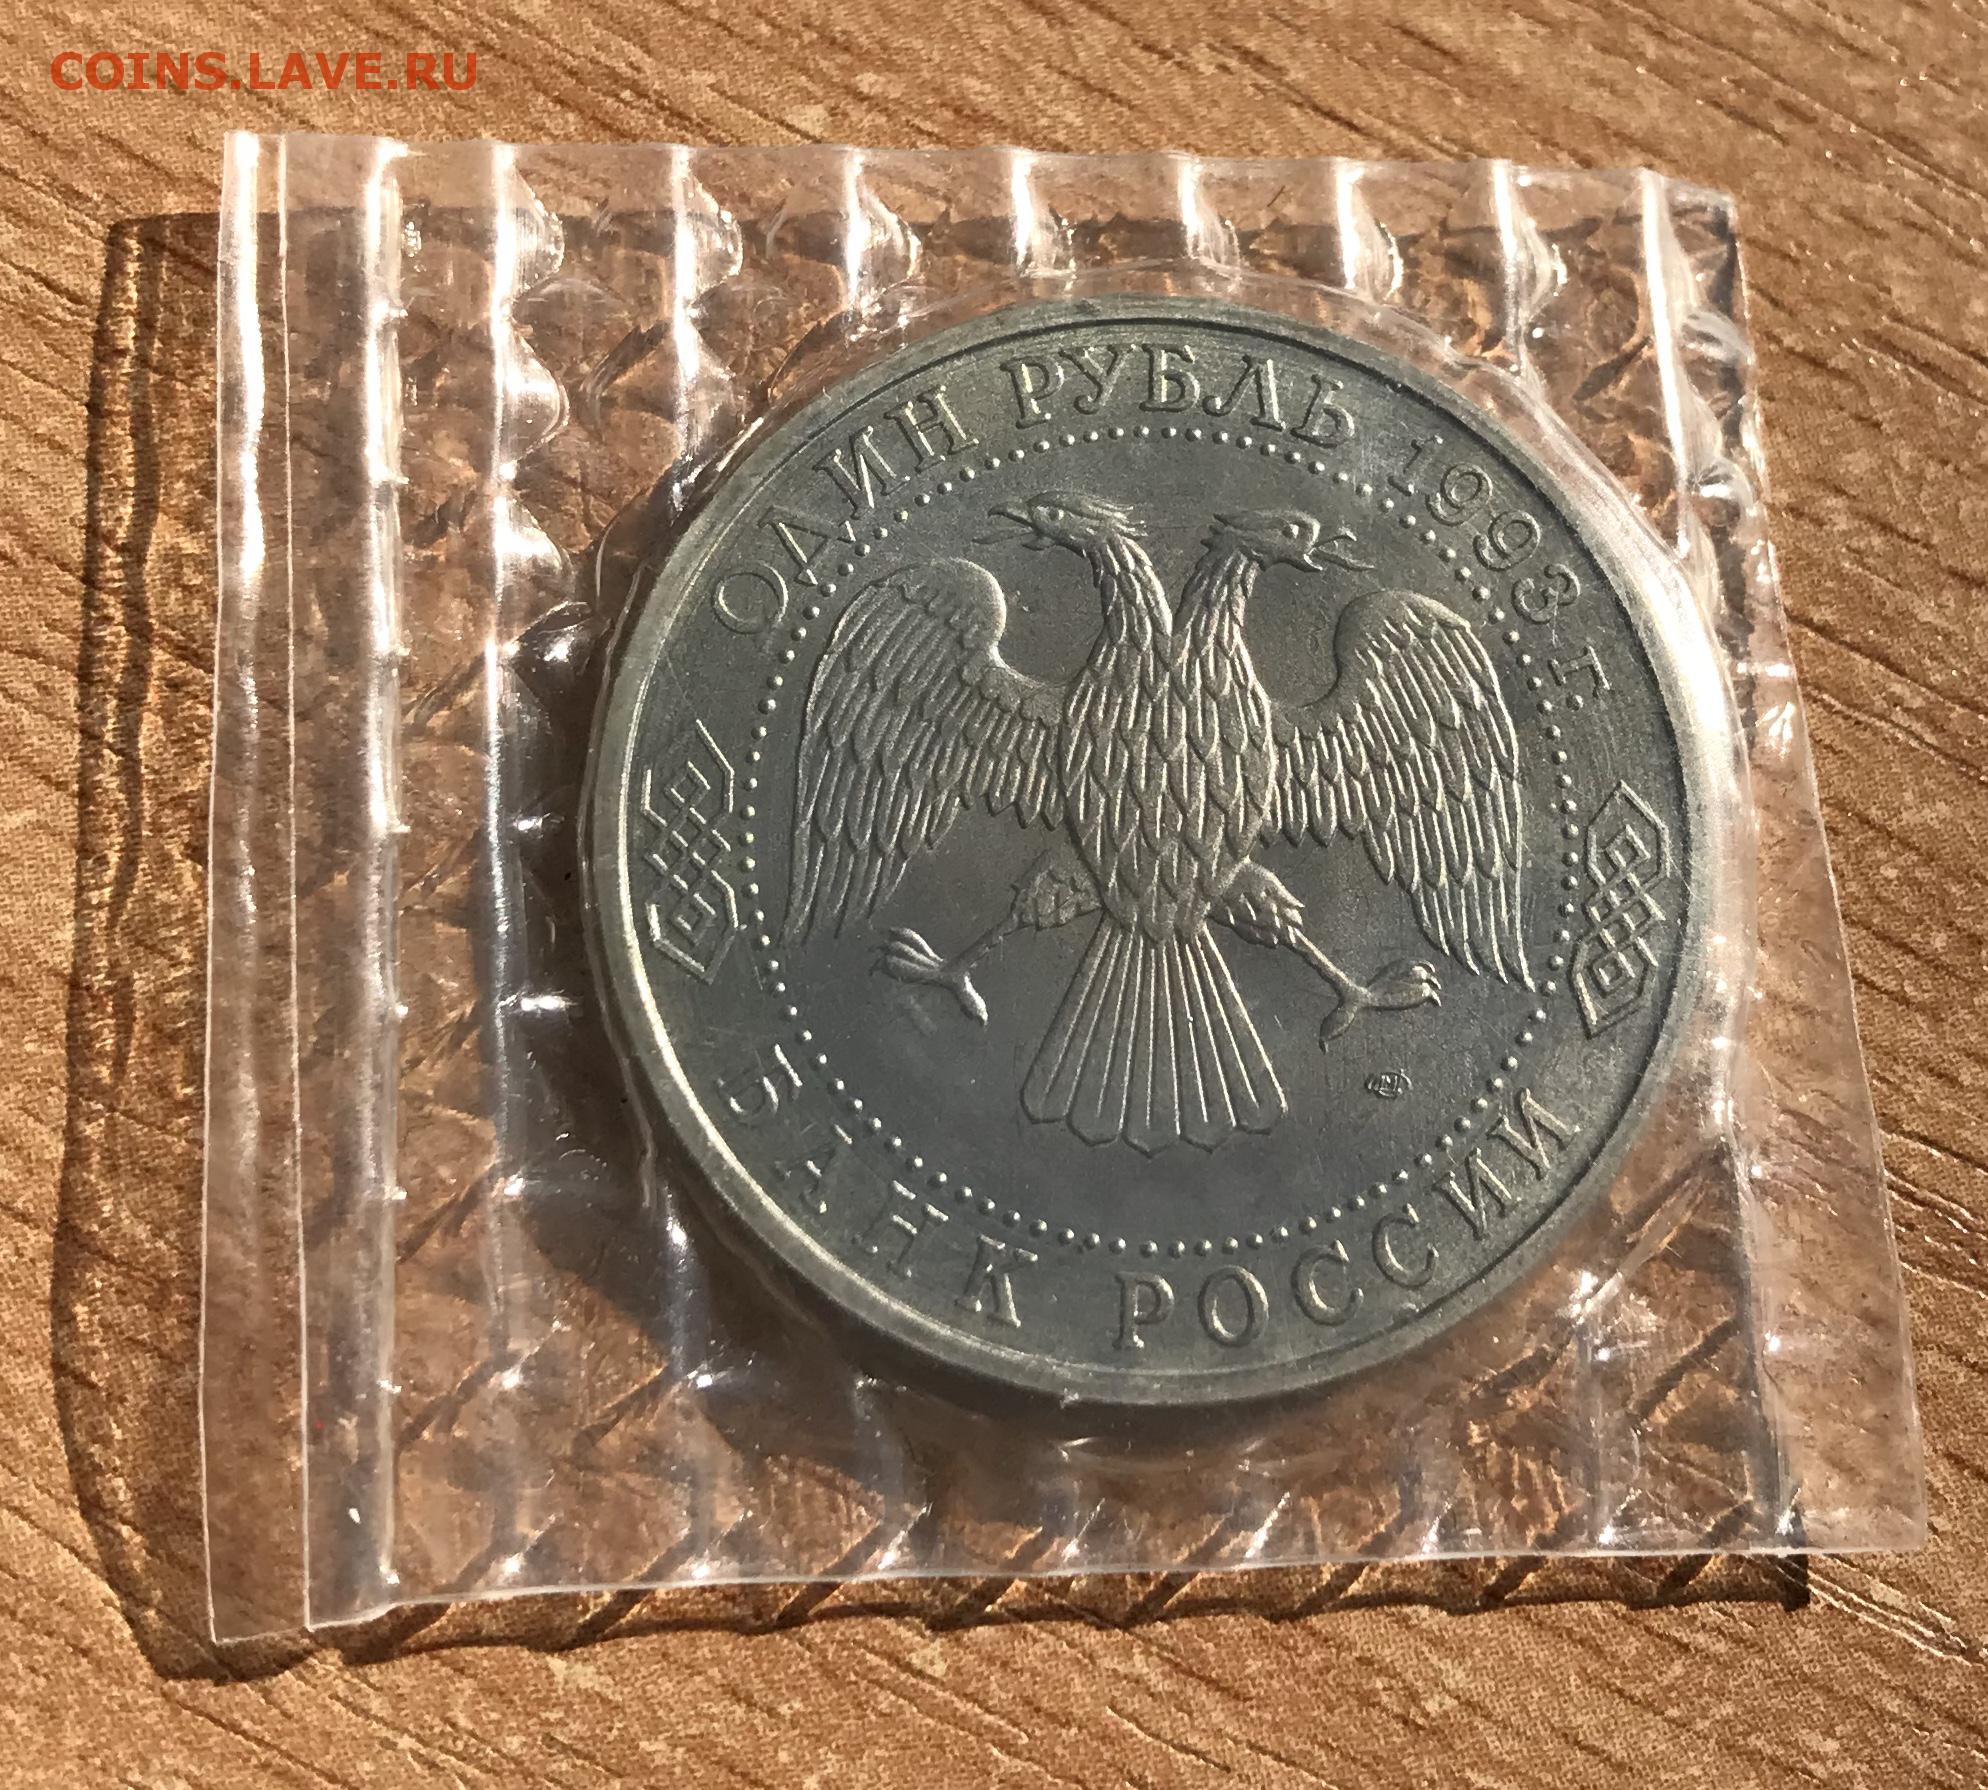 COINS.LAVE.RU
ОДИН РУБЛЬ 1993 г.
БАНК РОССИИ